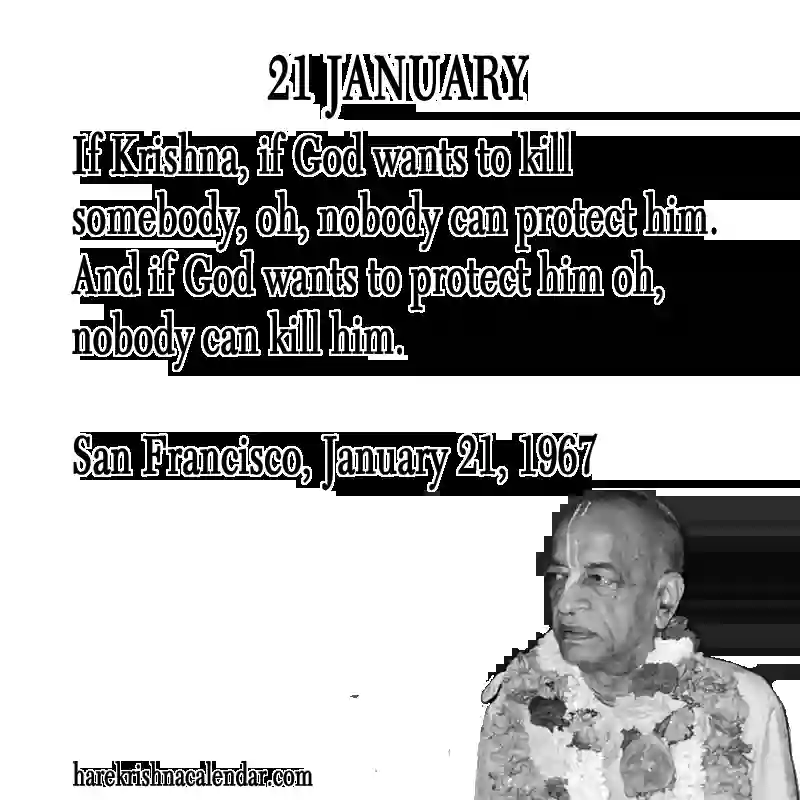 21 JANUARY
If Krishna, if God wants to kill
somebody, oh, nobody can protect him.
And if God wants to protect him oh,
nobody can kill him.
San Francisco, January 21, 1967
harekrishnacalendar.com